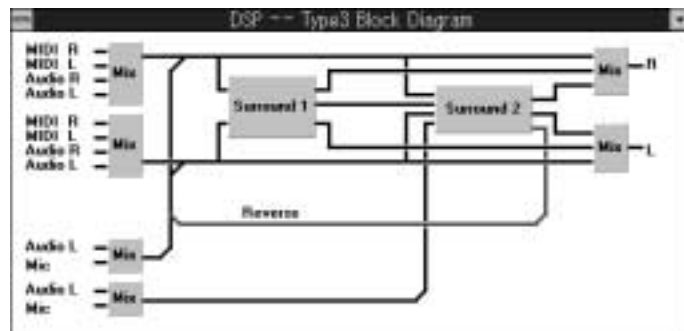 DSP -- Type3 Block Diagram
MIDI R
MIDI L
Audio R
Audio L
Mix
MIDI R
MIDI L
Audio R
Audio L
Mix
Surround 1
Surround 2
Mix
R
Mix
L
Reverse
Audio L
Mic
Mix
Audio L
Mic
Mix